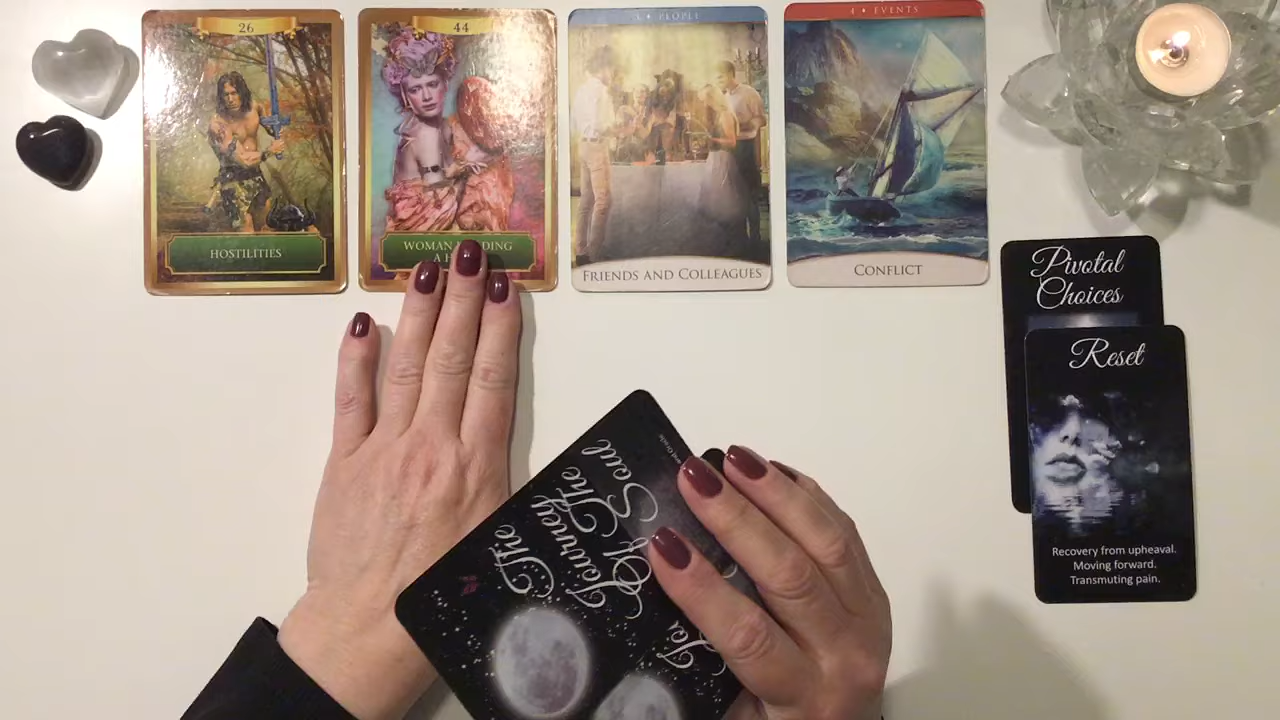 26
HOSTILITIES
44
WOMAN
A
PEOPLE
FRIENDS AND COLLEAGUES
4 • EVENTS
CONFLICT
Pivotal
Choices
Reset
Recovery from upheaval.
Moving forward.
Transmuting pain.
The
Journey
Of The
Soul